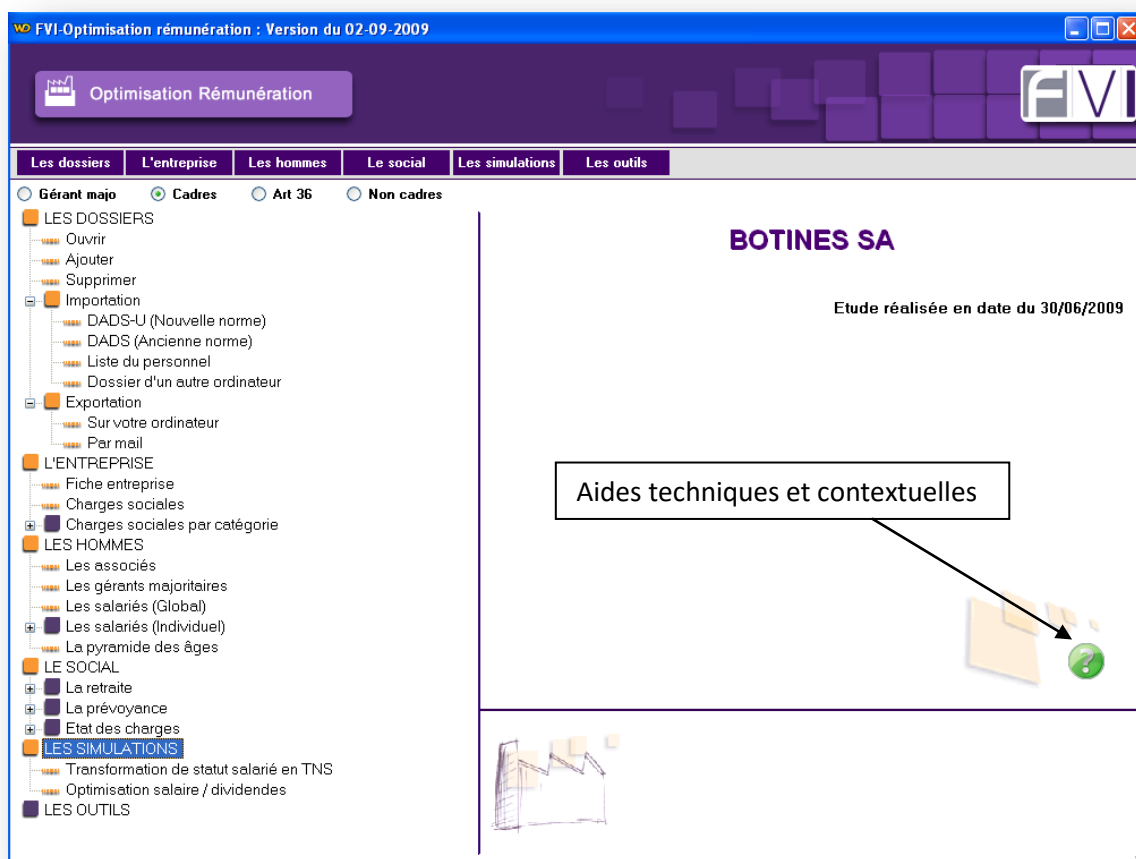 FVI-Optimisation rémunération : Version du 02-09-2009
Optimisation Rémunération
FVI
Les dossiers L'entreprise Les hommes Le social Les simulations Les outils
Gérant majo Cadres Art 36 Non cadres
LES DOSSIERS
Ouvrir
Ajouter
Supprimer
Importation
DADS-U (Nouvelle norme)
DADS (Ancienne norme)
Liste du personnel
Dossier d'un autre ordinateur
Exportation
Sur votre ordinateur
Par mail
L'ENTREPRISE
Fiche entreprise
Charges sociales
Charges sociales par catégorie
LES HOMMES
Les associés
Les gérants majoritaires
Les salariés (Global)
Les salariés (Individuel)
La pyramide des âges
LE SOCIAL
La retraite
La prévoyance
Etat des charges
LES SIMULATIONS
Transformation de statut salarié en TNS
Optimisation salaire / dividendes
LES OUTILS
BOTINES SA
Etude réalisée en date du 30/06/2009
Aides techniques et contextuelles
?